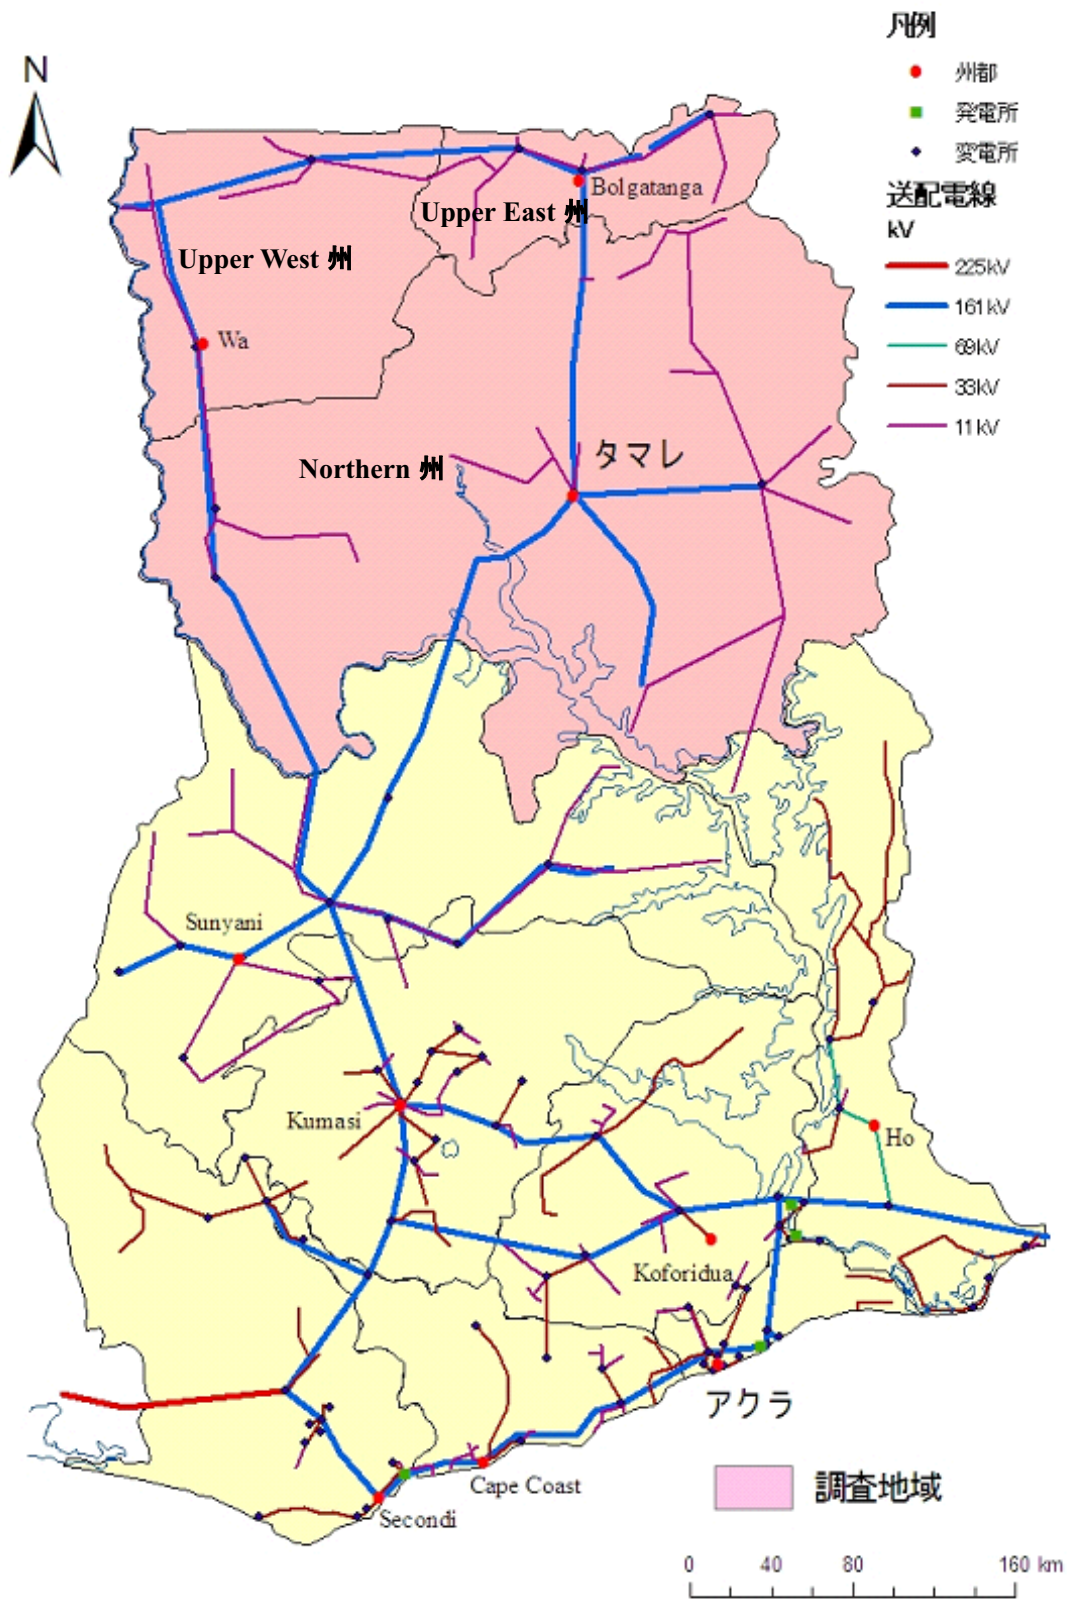 凡例
州都
発電所
変電所
送配電線
kV
225kV
161kV
69kV
33kV
11kV
N
Bolgatanga
Upper East 州
Upper West 州
Wa
タマレ
Northern 州
Sunyani
Kumasi
Ho
Koforidua
アクラ
Cape Coast
Secondi
調査地域
0 40 80 160 km